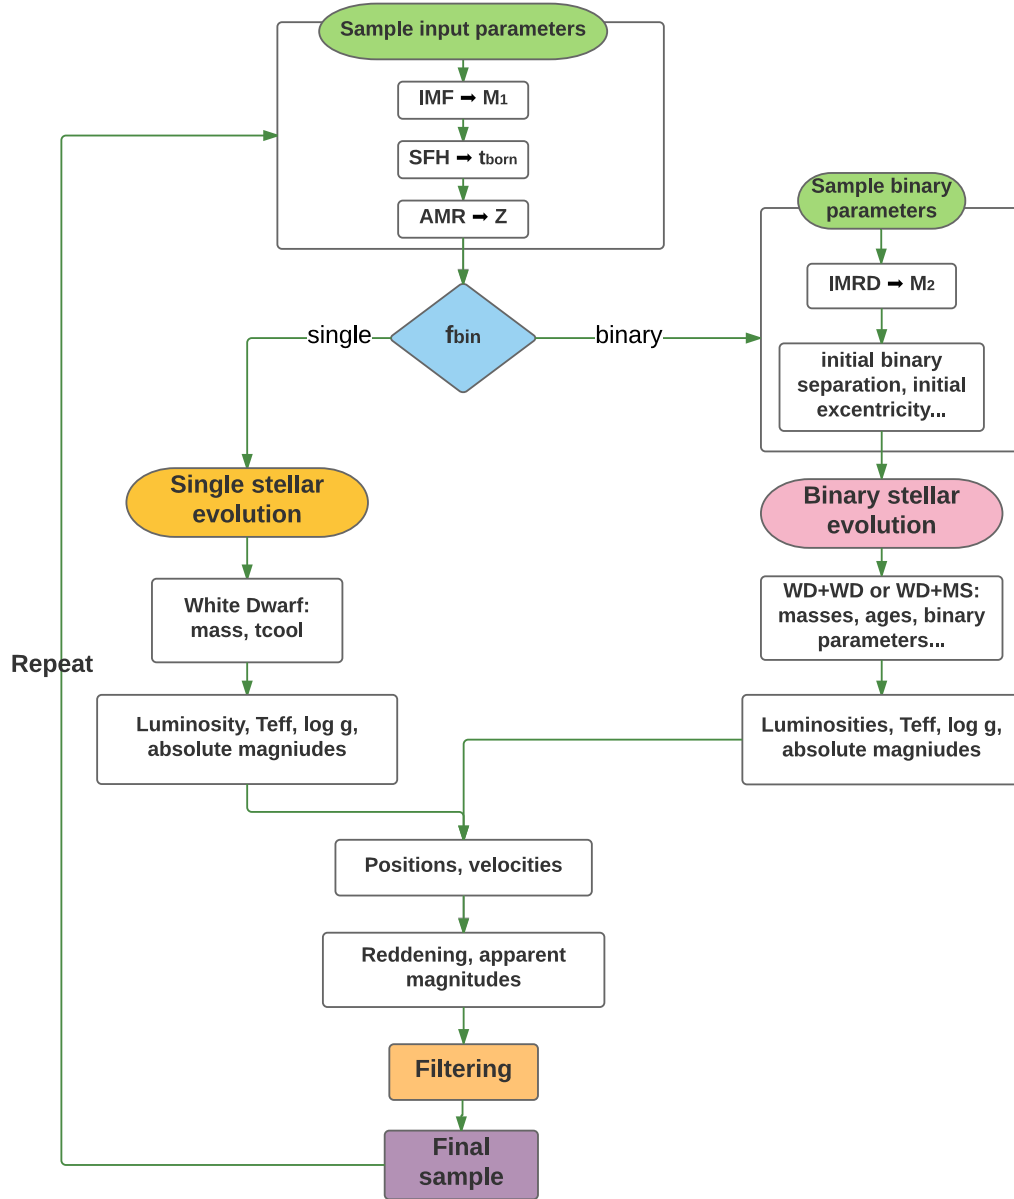 Sample input parameters
IMF ➡ M1
SFH ➡ tborn
AMR ➡ Z
Sample binary
parameters
IMRD ➡ M2
initial binary
separation, initial
excentricity...
single
fbin
binary
Single stellar
evolution
Binary stellar
evolution
White Dwarf:
mass, tcool
WD+WD or WD+MS:
masses, ages, binary
parameters...
Repeat
Luminosity, Teff, log g,
absolute magniudes
Luminosities, Teff, log g,
absolute magniudes
Positions, velocities
Reddening, apparent
magnitudes
Filtering
Final
sample